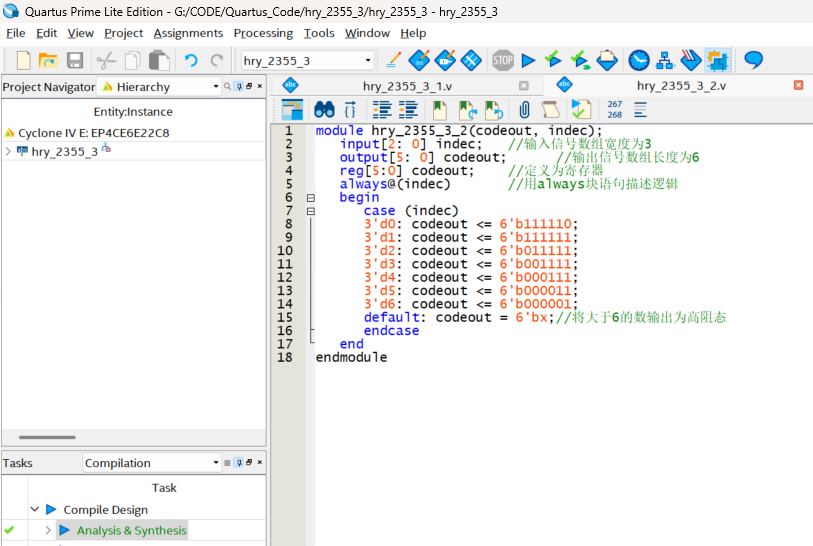 Quartus Prime Lite Edition - G:/CODE/Quartus_Code/hry_2355_3/hry_2355_3 - hry_2355_3
File Edit View Project Assignments Processing Tools Window Help
hry_2355_3
STOP
Project Navigator Hierarchy
Entity:Instance
Cyclone IV E: EP4CE6E22C8
hry_2355_3
abc hry_2355_3_1.v
abc hry_2355_3_2.v
267
268
1 module hry_2355_3_2(codeout, indec);
2 input[2: 0] indec; //输入信号数组宽度为3
3 output[5: 0] codeout; //输出信号数组长度为6
4 reg[5:0] codeout; //定义为寄存器
5 always@(indec) //用always块语句描述逻辑
6 begin
7 case (indec)
8 3'd0: codeout <= 6'b111110;
9 3'd1: codeout <= 6'b111111;
10 3'd2: codeout <= 6'b011111;
11 3'd3: codeout <= 6'b001111;
12 3'd4: codeout <= 6'b000111;
13 3'd5: codeout <= 6'b000011;
14 3'd6: codeout <= 6'b000001;
15 default: codeout = 6'bx;//将大于6的数输出为高阻态
16 endcase
17 end
18 endmodule
Tasks Compilation
Task
Compile Design
Analysis & Synthesis